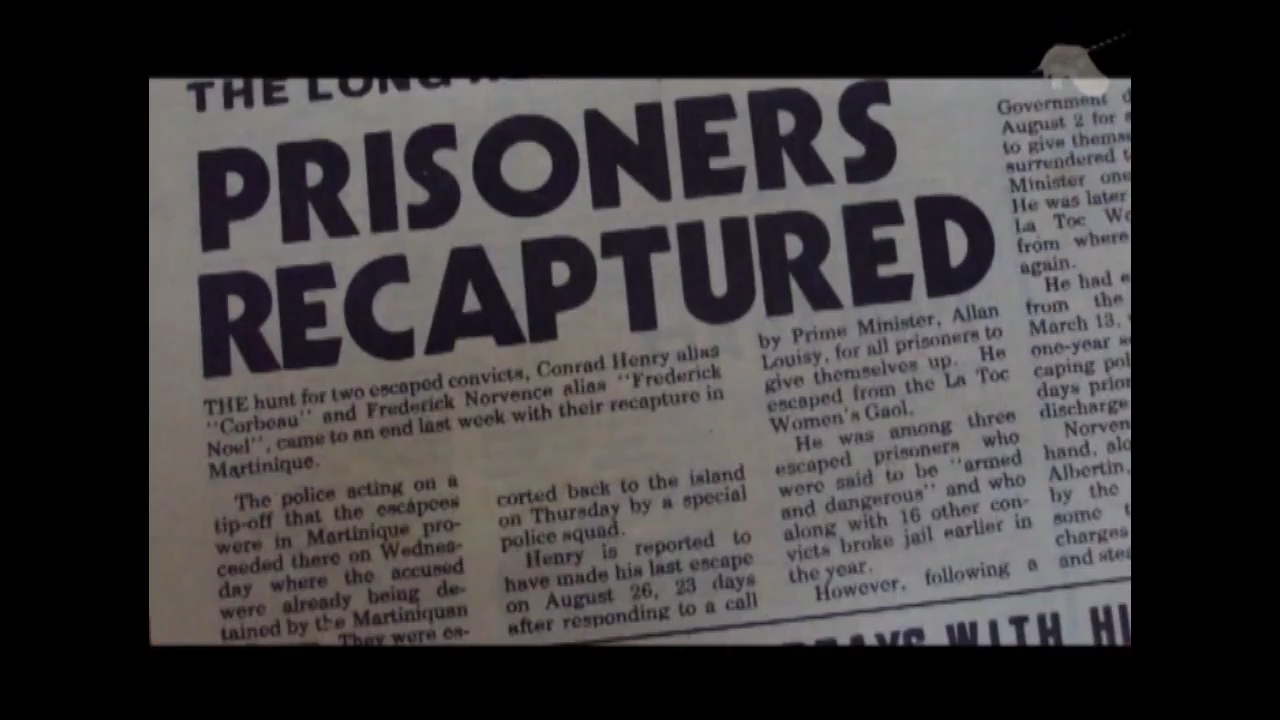 THE LONG
PRISONERS
RECAPTURED
THE hunt for two escaped convicts, Conrad Henry alias
"Corbeau" and Frederick Norvence alias "Frederick
Noel", came to an end last week with their recapture in
Martinique.
The police acting on a
tip-off that the escapees
were in Martinique pro-
ceeded there on Wednes-
day where the accused
were already being de-
tained by the Martiniquan
They were es-
corted back to the island
on Thursday by a special
police squad.
Henry is reported to
have made his last escape
on August 26, 23 days
after responding to a call
by Prime Minister, Allan
Louisy, for all prisoners to
give themselves up. He
escaped from the La Toc
Women's Gaol.
He was among three
escaped prisoners who
were said to be "armed
and dangerous" and who
along with 16 other con-
victs broke jail earlier in
the year.
However, following a
Government
August 2 for
to give
surrendered
Minister
He was later
La Toc
from where
again.
He had
from the
March 13,
one-year
caping
days prior
discharge
Norven
hand,
Albertin,
by the
some
charges
and
WITH